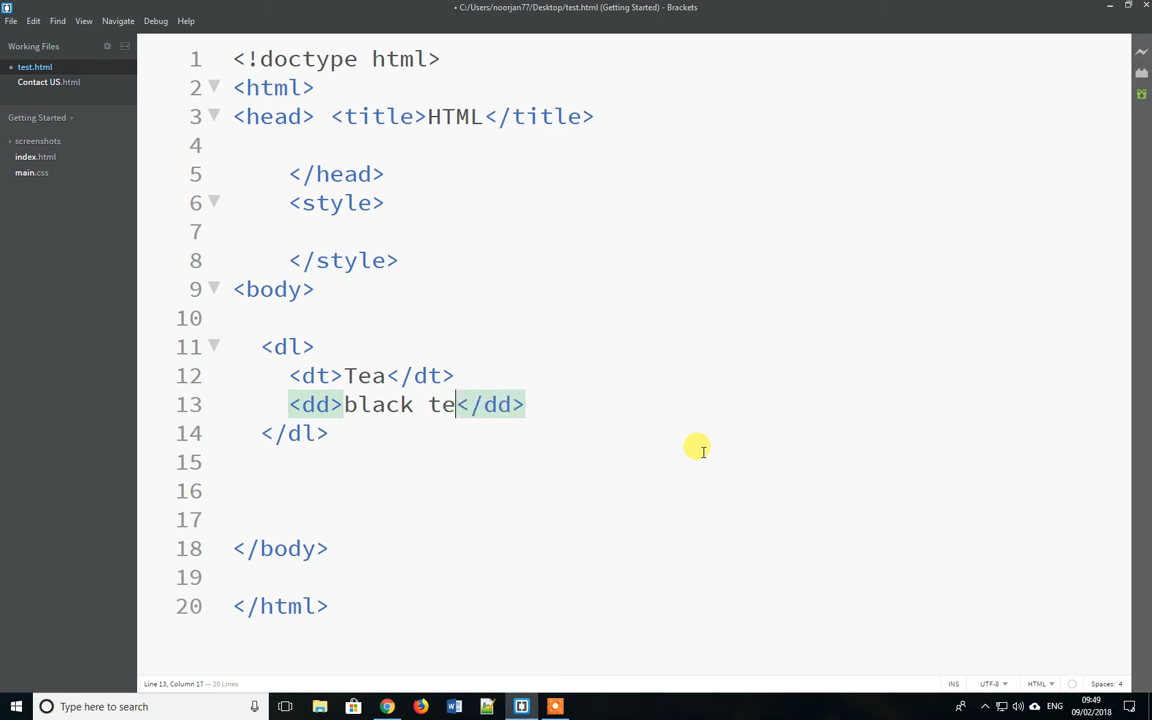 • C:/Users/noorjan77/Desktop/test.html (Getting Started) - Brackets
File Edit Find View Navigate Debug Help
Working Files
test.html
Contact US.html
Getting Started
screenshots
index.html
main.css
1 <!doctype html>
2 <html>
3 <head> <title>HTML</title>
4
5 </head>
6 <style>
7
8 </style>
9 <body>
10
11 <dl>
12 <dt>Tea</dt>
13 <dd>black te</dd>
14 </dl>
15
16
17
18 </body>
19
20 </html>
Line 13, Column 17 — 20 Lines INS UTF-8 HTML Spaces: 4
Type here to search
ENG
09:49
09/02/2018